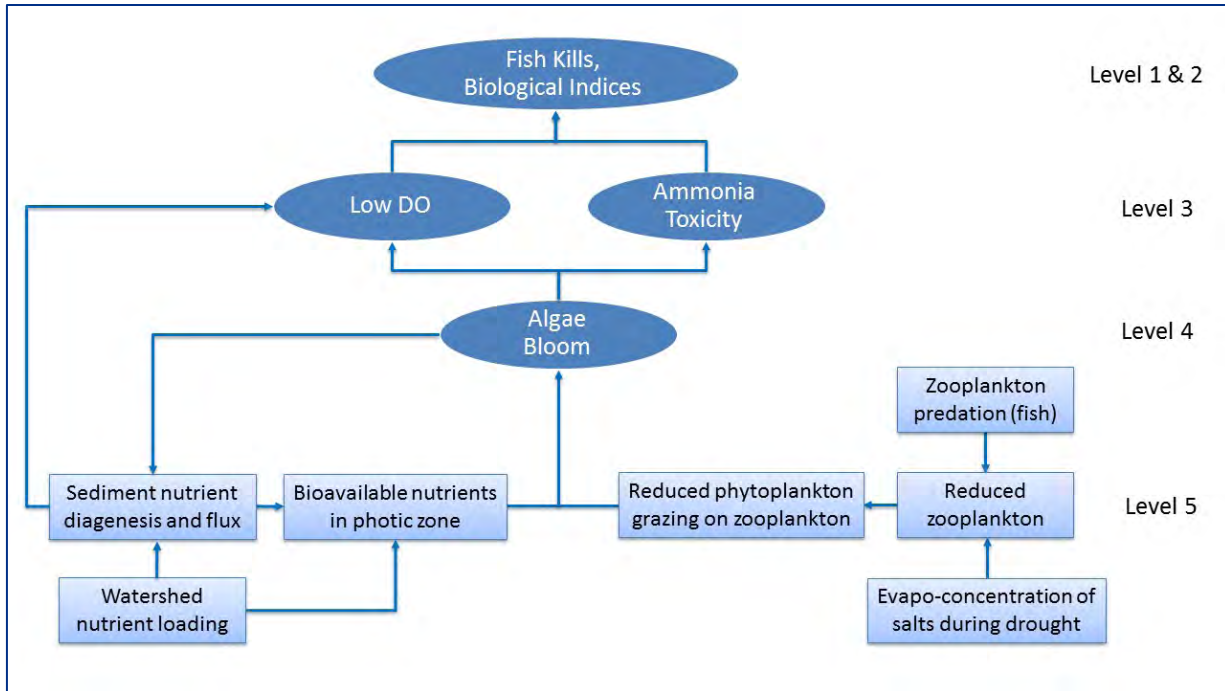 Fish Kills,
Biological Indices
Level 1 & 2
Low DO
Ammonia
Toxicity
Level 3
Algae
Bloom
Level 4
Zooplankton
predation (fish)
Sediment nutrient
diagenesis and flux
Bioavailable nutrients
in photic zone
Reduced phytoplankton
grazing on zooplankton
Reduced
zooplankton
Level 5
Watershed
nutrient loading
Evapo-concentration of
salts during drought